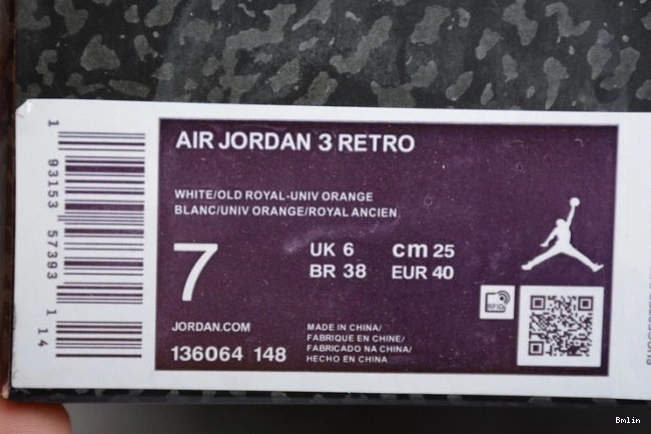 AIR JORDAN 3 RETRO
WHITE/OLD ROYAL-UNIV ORANGE
BLANC/UNIV ORANGE/ROYAL ANCIEN
7
UK 6 cm 25
BR 38 EUR 40
RFID
JORDAN.COM
136064 148
MADE IN CHINA/
FABRIQUE EN CHINE/
FABRICADO NA CHINA/
HECHO EN CHINA
1 93153 57393 1 14
Bmlin